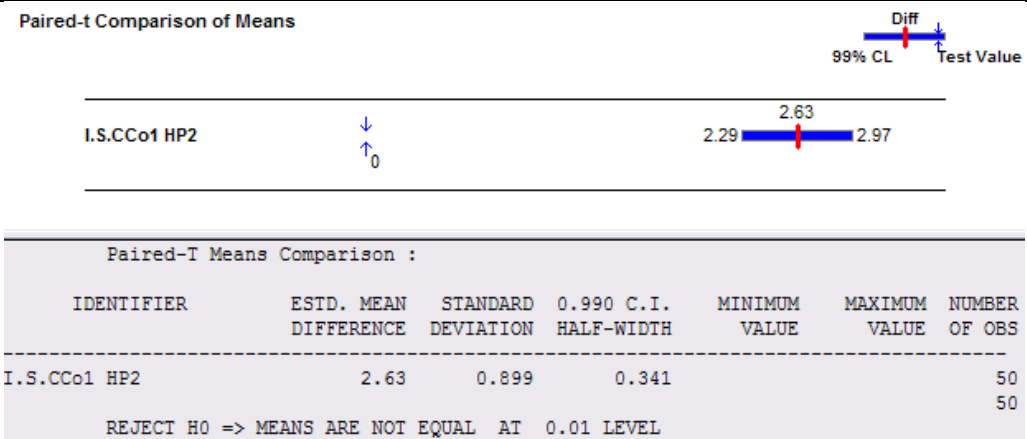 Paired-t Comparison of Means
Diff
99% CL Test Value
2.63
I.S.CCo1 HP2 2.29 2.97
0
Paired-T Means Comparison :
IDENTIFIER ESTD. MEAN STANDARD 0.990 C.I. MINIMUM MAXIMUM NUMBER
DIFFERENCE DEVIATION HALF-WIDTH VALUE VALUE OF OBS
I.S.CCo1 HP2 2.63 0.899 0.341 50
50
REJECT H0 => MEANS ARE NOT EQUAL AT 0.01 LEVEL